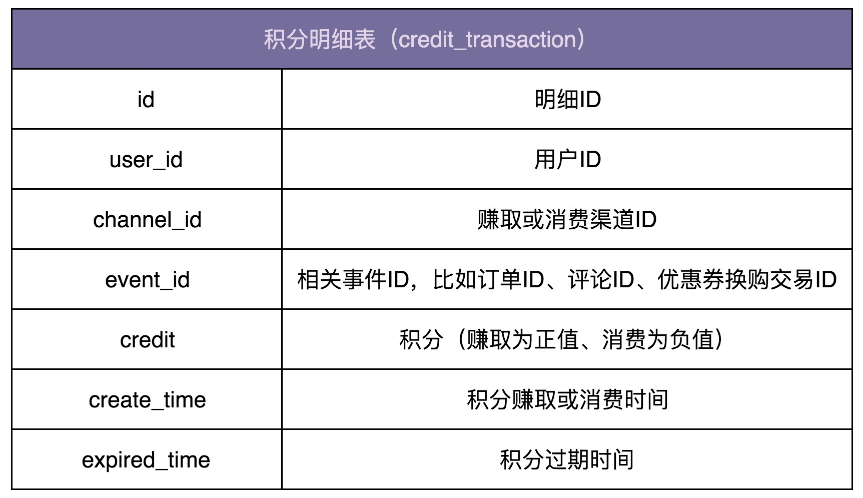 积分明细表（credit_transaction）
id 明细ID
user_id 用户ID
channel_id 赚取或消费渠道ID
event_id 相关事件ID，比如订单ID、评论ID、优惠券换购交易ID
credit 积分（赚取为正值、消费为负值）
create_time 积分赚取或消费时间
expired_time 积分过期时间